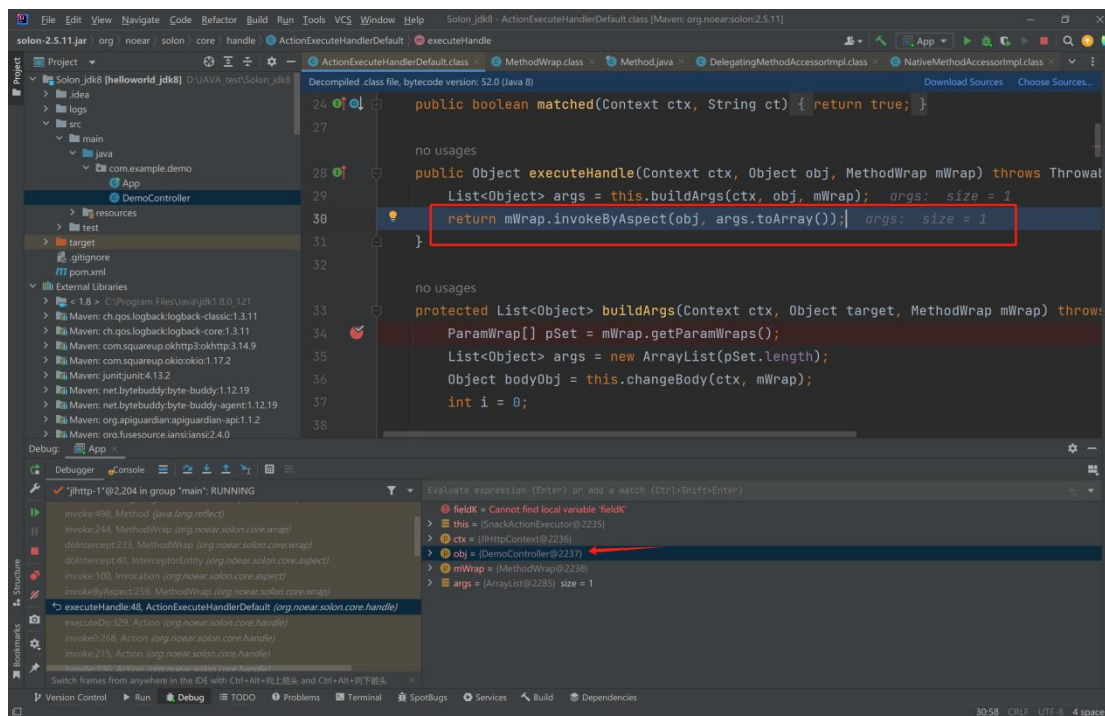 File Edit View Navigate Code Refactor Build Run Tools VCS Window Help Solon_jdk8 - ActionExecuteHandlerDefault.class [Maven: org.noear:solon:2.5.11]
solon-2.5.11.jar org noear solon core handle ActionExecuteHandlerDefault executeHandle App
Project
ActionExecuteHandlerDefault.class MethodWrap.class Method.java DelegatingMethodAccessorImpl.class NativeMethodAccessorImpl.class
Solon_jdk8 [helloworld_jdk8] D:\JAVA_test\Solon_jdk8
.idea
logs
src
main
java
com.example.demo
App
DemoController
resources
test
target
.gitignore
pom.xml
External Libraries
< 1.8 > C:\Program Files\Java\jdk1.8.0_121
Maven: ch.qos.logback:logback-classic:1.3.11
Maven: ch.qos.logback:logback-core:1.3.11
Maven: com.squareup.okhttp3:okhttp:3.14.9
Maven: com.squareup.okio:okio:1.17.2
Maven: junit:junit:4.13.2
Maven: net.bytebuddy:byte-buddy:1.12.19
Maven: net.bytebuddy:byte-buddy-agent:1.12.19
Maven: org.apiguardian:apiguardian-api:1.1.2
Maven: org.fusesource.jansi:jansi:2.4.0
Decompiled .class file, bytecode version: 52.0 (Java 8) Download Sources Choose Sources...
24 public boolean matched(Context ctx, String ct) { return true; }
27
no usages
28 public Object executeHandle(Context ctx, Object obj, MethodWrap mWrap) throws Throwab
29 List<Object> args = this.buildArgs(ctx, obj, mWrap); args: size = 1
30 return mWrap.invokeByAspect(obj, args.toArray()); args: size = 1
31 }
32
no usages
33 protected List<Object> buildArgs(Context ctx, Object target, MethodWrap mWrap) throws
34 ParamWrap[] pSet = mWrap.getParamWraps();
35 List<Object> args = new ArrayList(pSet.length);
36 Object bodyObj = this.changeBody(ctx, mWrap);
37 int i = 0;
38
Debug: App
Debugger Console
"jlhttp-1"@2,204 in group "main": RUNNING
invoke:498, Method (java.lang.reflect)
invoke:244, MethodWrap (org.noear.solon.core.wrap)
doIntercept:233, MethodWrap (org.noear.solon.core.wrap)
doIntercept:40, InterceptorEntity (org.noear.solon.core.aspect)
invoke:100, Invocation (org.noear.solon.core.aspect)
invokeByAspect:259, MethodWrap (org.noear.solon.core.wrap)
executeHandle:48, ActionExecuteHandlerDefault (org.noear.solon.core.handle)
executeDo:329, Action (org.noear.solon.core.handle)
invoke0:268, Action (org.noear.solon.core.handle)
invoke:215, Action (org.noear.solon.core.handle)
handle:196, Action (org.noear.solon.core.handle)
Switch frames from anywhere in the IDE with Ctrl+Alt+向上箭头 and Ctrl+Alt+向下箭头
Evaluate expression (Enter) or add a watch (Ctrl+Shift+Enter)
fieldK = Cannot find local variable 'fieldK'
this = {SnackActionExecutor@2235}
ctx = {JlHttpContext@2236}
obj = {DemoController@2237}
mWrap = {MethodWrap@2238}
args = {ArrayList@2285} size = 1
Structure
Bookmarks
Version Control Run Debug TODO Problems Terminal SpotBugs Services Build Dependencies
30:58 CRLF UTF-8 4 space